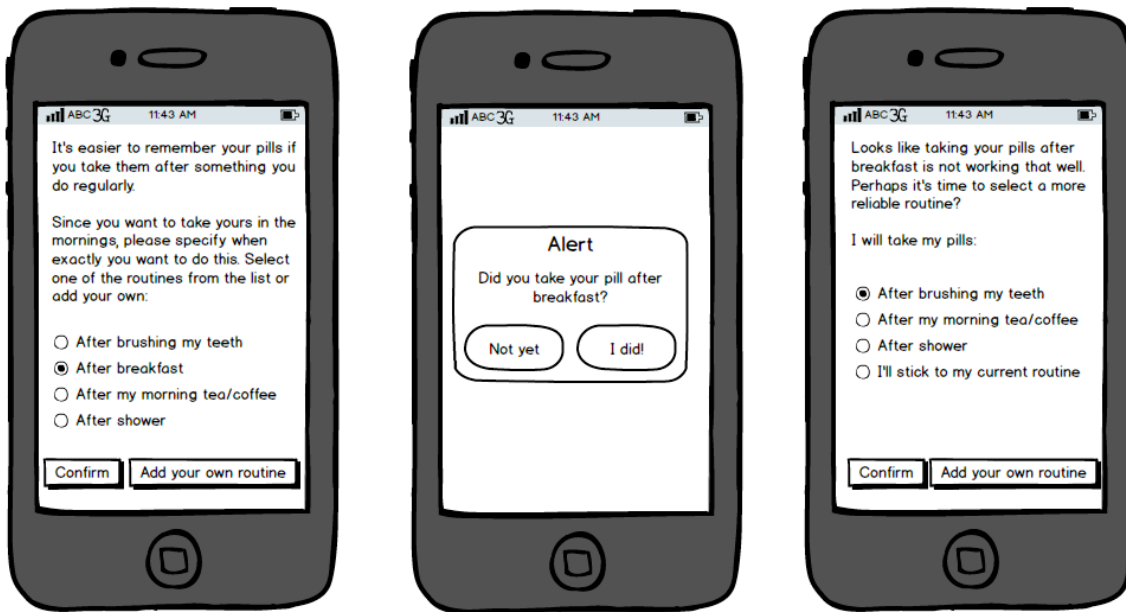 ABC 3G 11:43 AM
It's easier to remember your pills if
you take them after something you
do regularly.
Since you want to take yours in the
mornings, please specify when
exactly you want to do this. Select
one of the routines from the list or
add your own:
After brushing my teeth
After breakfast
After my morning tea/coffee
After shower
Confirm
Add your own routine
ABC 3G 11:43 AM
Alert
Did you take your pill after
breakfast?
Not yet
I did!
ABC 3G 11:43 AM
Looks like taking your pills after
breakfast is not working that well.
Perhaps it's time to select a more
reliable routine?
I will take my pills:
After brushing my teeth
After my morning tea/coffee
After shower
I'll stick to my current routine
Confirm
Add your own routine